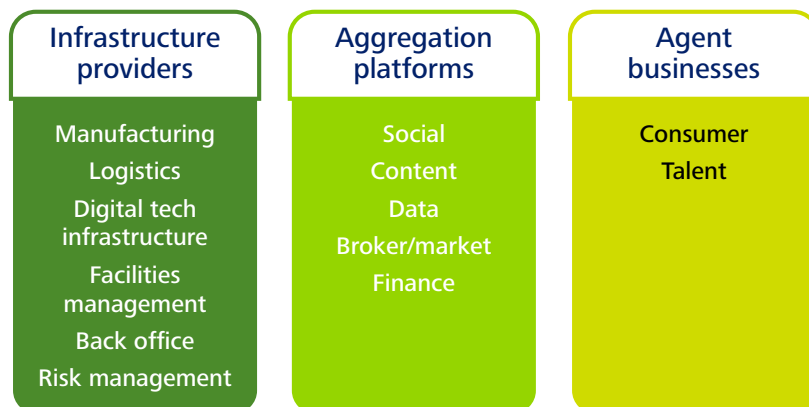 Infrastructure
providers
Manufacturing
Logistics
Digital tech
infrastructure
Facilities
management
Back office
Risk management
Aggregation
platforms
Social
Content
Data
Broker/market
Finance
Agent
businesses
Consumer
Talent